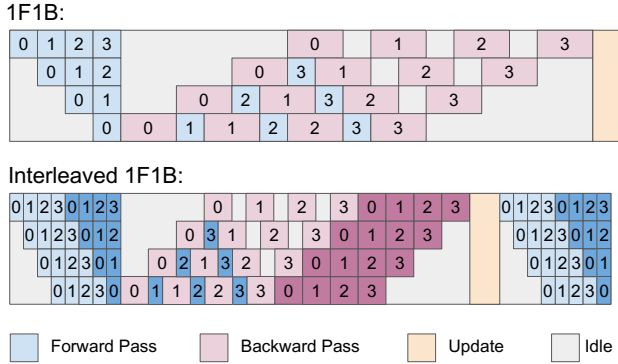 1F1B:
0 1 2 3 0 1 2 3
0 1 2 0 3 1 2 3
0 1 0 2 1 3 2 3
0 0 1 1 2 2 3 3
Interleaved 1F1B:
0 1 2 3 0 1 2 3 0 1 2 3 0 1 2 3 0 1 2 3 0 1 2 3
0 1 2 3 0 1 2 0 3 1 2 3 0 1 2 3 0 1 2 3 0 1 2
0 1 2 3 0 1 0 2 1 3 2 3 0 1 2 3 0 1 2 3 0 1
0 1 2 3 0 0 1 1 2 2 3 3 0 1 2 3 0 1 2 3 0
Forward Pass Backward Pass Update Idle